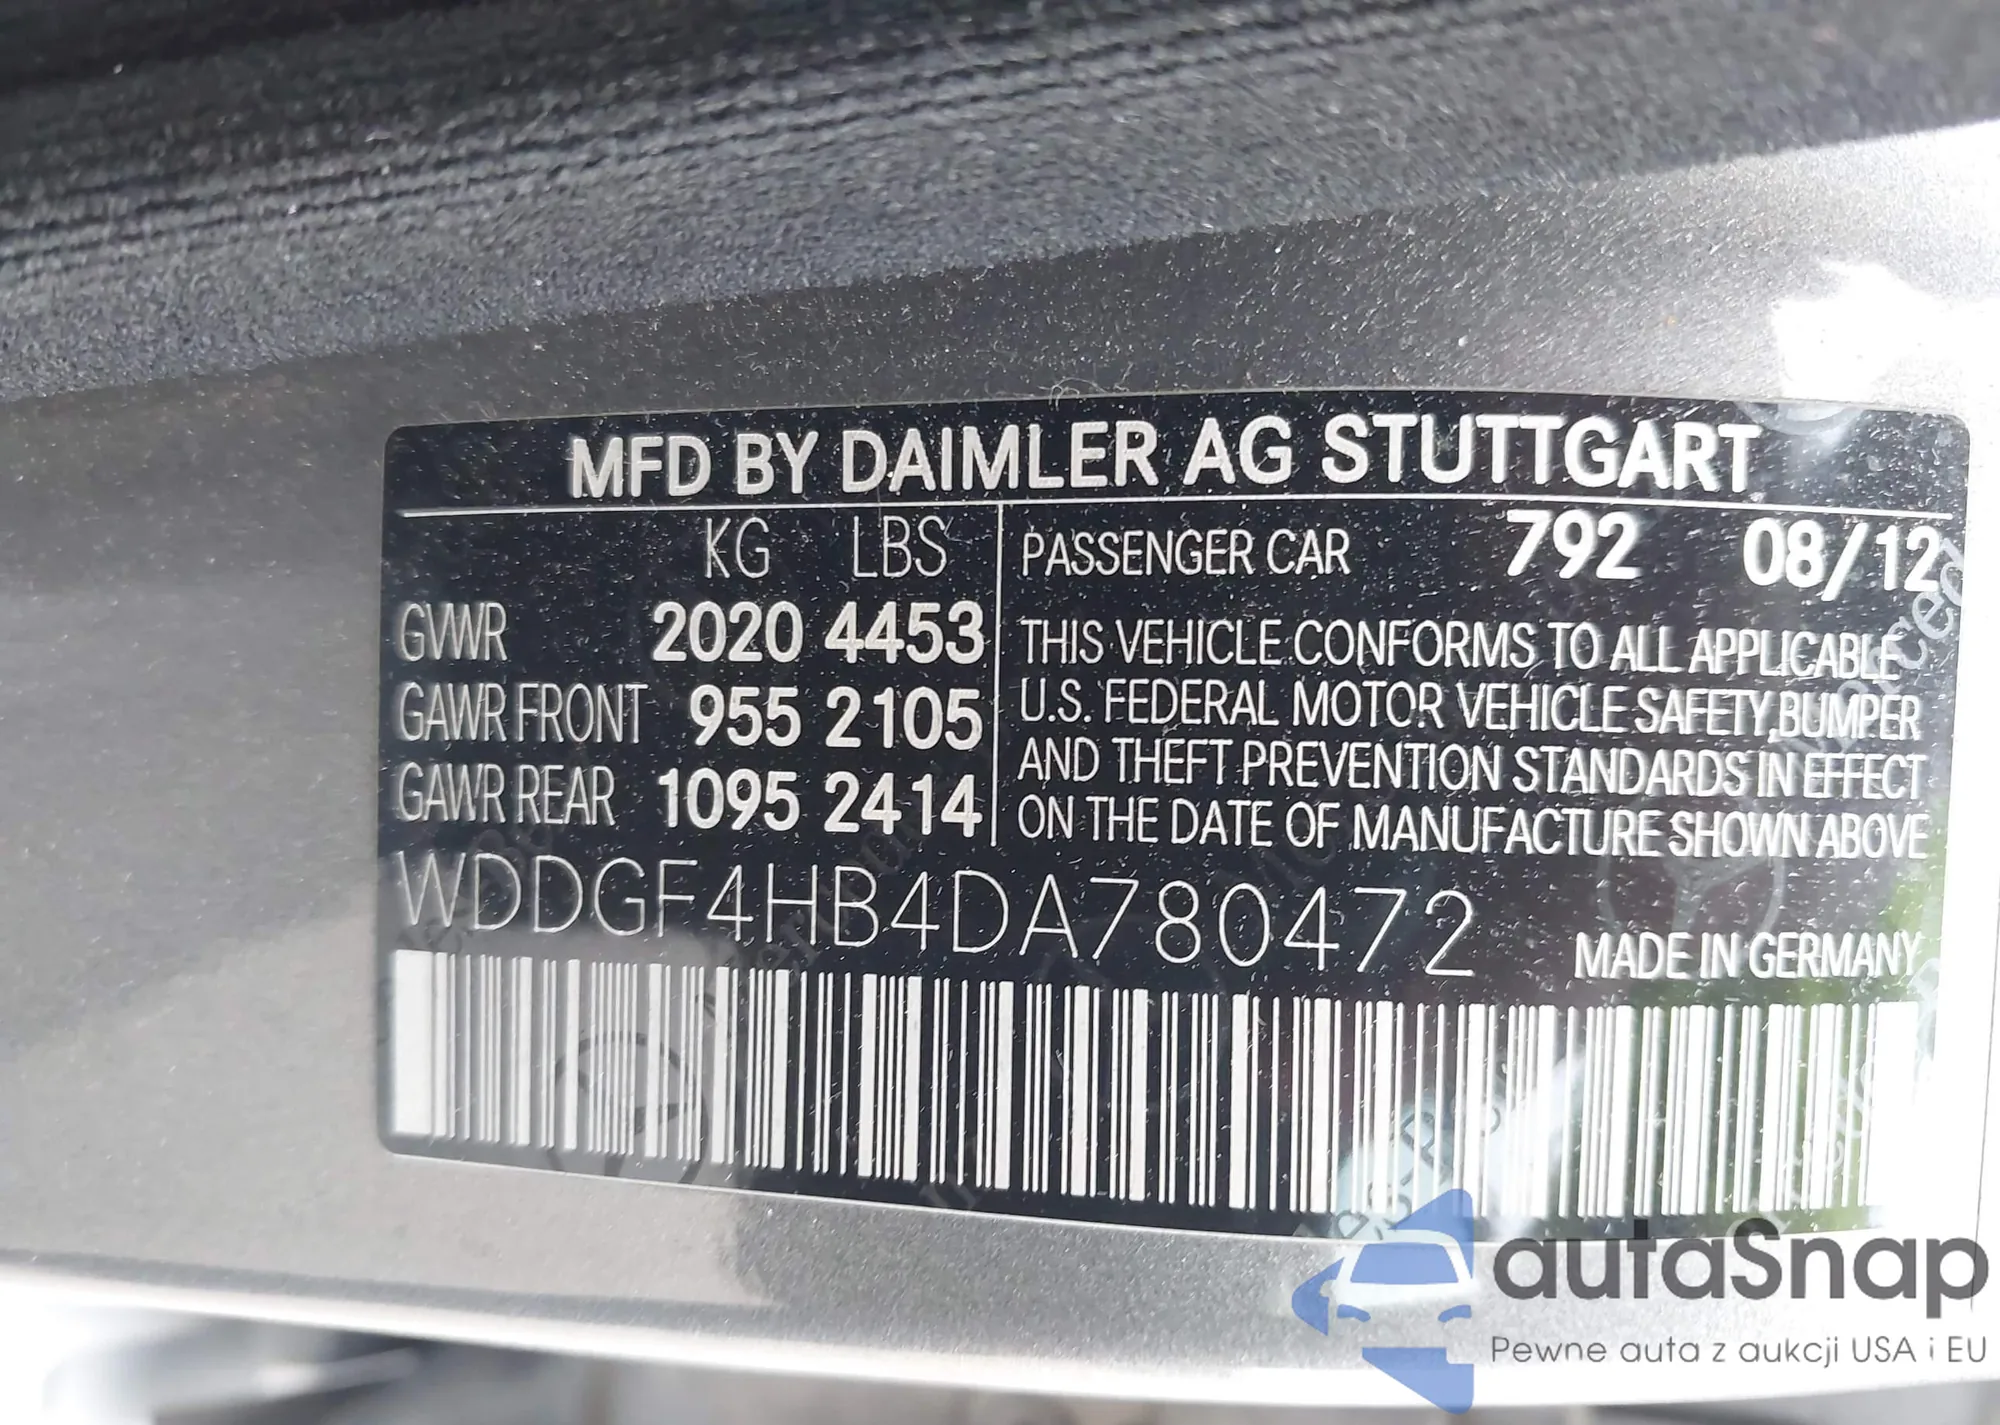 MFD BY DAIMLER AG STUTTGART
KG LBS
GVWR 2020 4453
GAWR FRONT 955 2105
GAWR REAR 1095 2414
PASSENGER CAR 792 08/12
THIS VEHICLE CONFORMS TO ALL APPLICABLE
U.S. FEDERAL MOTOR VEHICLE SAFETY, BUMPER
AND THEFT PREVENTION STANDARDS IN EFFECT
ON THE DATE OF MANUFACTURE SHOWN ABOVE
WDDGF4HB4DA780472
MADE IN GERMANY
autaSnap
Pewne auta z aukcji USA i EU